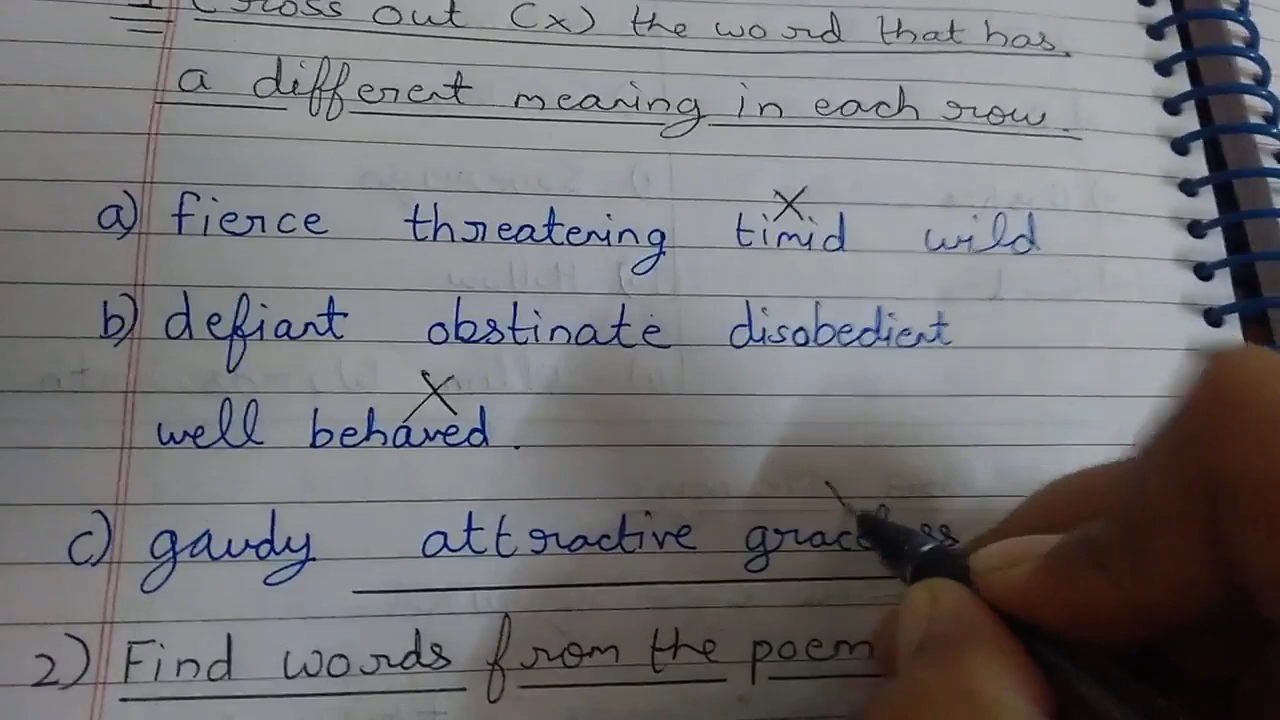 Cross out (x) the word that has
a different meaning in each row.
a) fierce threatening timid wild
b) defiant obstinate disobedient
well behaved.
c) gaudy attractive
2) Find words from the poem